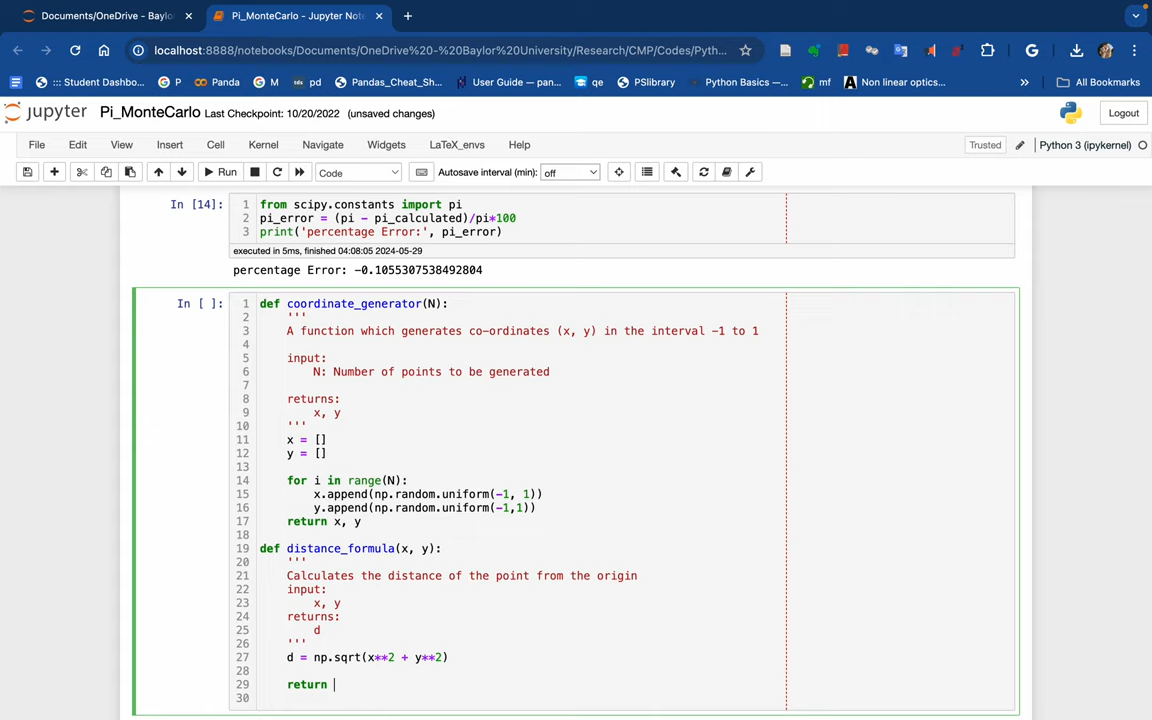 Documents/OneDrive - Baylo
Pi_MonteCarlo - Jupyter Note
localhost:8888/notebooks/Documents/OneDrive%20-%20Baylor%20University/Research/CMP/Codes/Pyth...
::: Student Dashbo...
P
Panda
M
sds pd
Pandas_Cheat_Sh...
User Guide — pan...
qe
PSlibrary
Python Basics —...
mf
Non linear optics...
»
All Bookmarks
jupyter Pi_MonteCarlo Last Checkpoint: 10/20/2022 (unsaved changes)
Logout
File Edit View Insert Cell Kernel Navigate Widgets LaTeX_envs Help
Trusted
Python 3 (ipykernel)
Run
Code
Autosave interval (min): off
In [14]:
1 from scipy.constants import pi
2 pi_error = (pi - pi_calculated)/pi*100
3 print('percentage Error:', pi_error)
executed in 5ms, finished 04:08:05 2024-05-29
percentage Error: -0.1055307538492804
In [ ]:
1 def coordinate_generator(N):
2 '''
3 A function which generates co-ordinates (x, y) in the interval -1 to 1
4
5 input:
6 N: Number of points to be generated
7
8 returns:
9 x, y
10 '''
11 x = []
12 y = []
13
14 for i in range(N):
15 x.append(np.random.uniform(-1, 1))
16 y.append(np.random.uniform(-1,1))
17 return x, y
18
19 def distance_formula(x, y):
20 '''
21 Calculates the distance of the point from the origin
22 input:
23 x, y
24 returns:
25 d
26 '''
27 d = np.sqrt(x**2 + y**2)
28
29 return
30